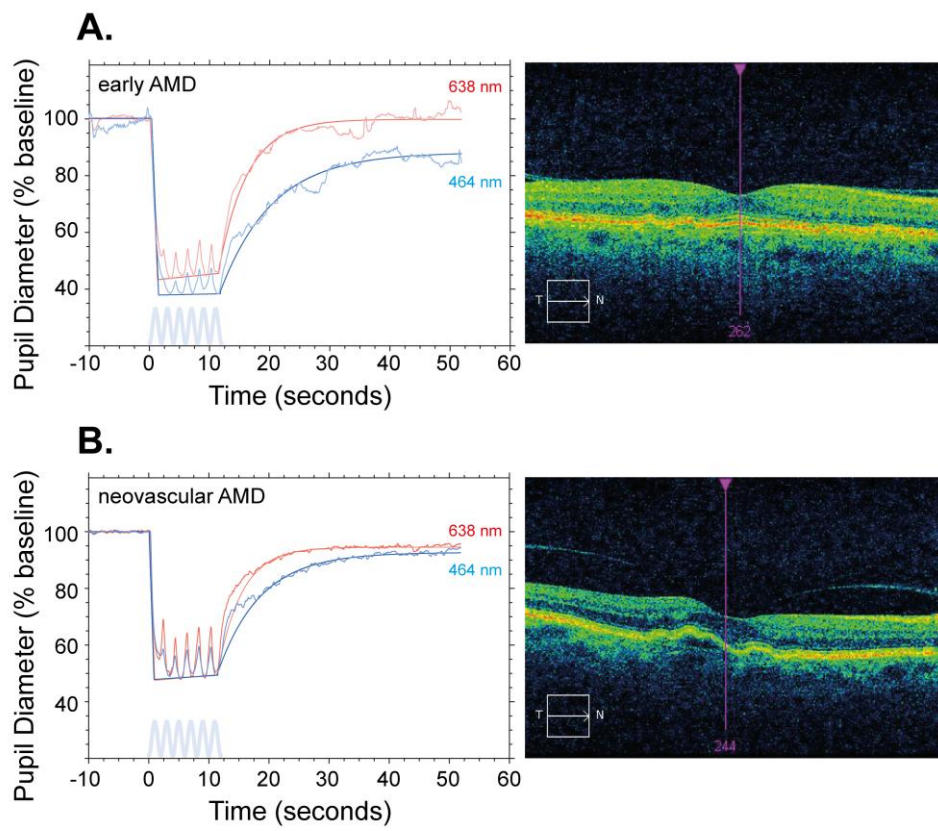 A.
early AMD
638 nm
464 nm
Pupil Diameter (% baseline)
100
80
60
40
-10 0 10 20 30 40 50 60
Time (seconds)
T N
262
B.
neovascular AMD
638 nm
464 nm
Pupil Diameter (% baseline)
100
80
60
40
-10 0 10 20 30 40 50 60
Time (seconds)
T N
244